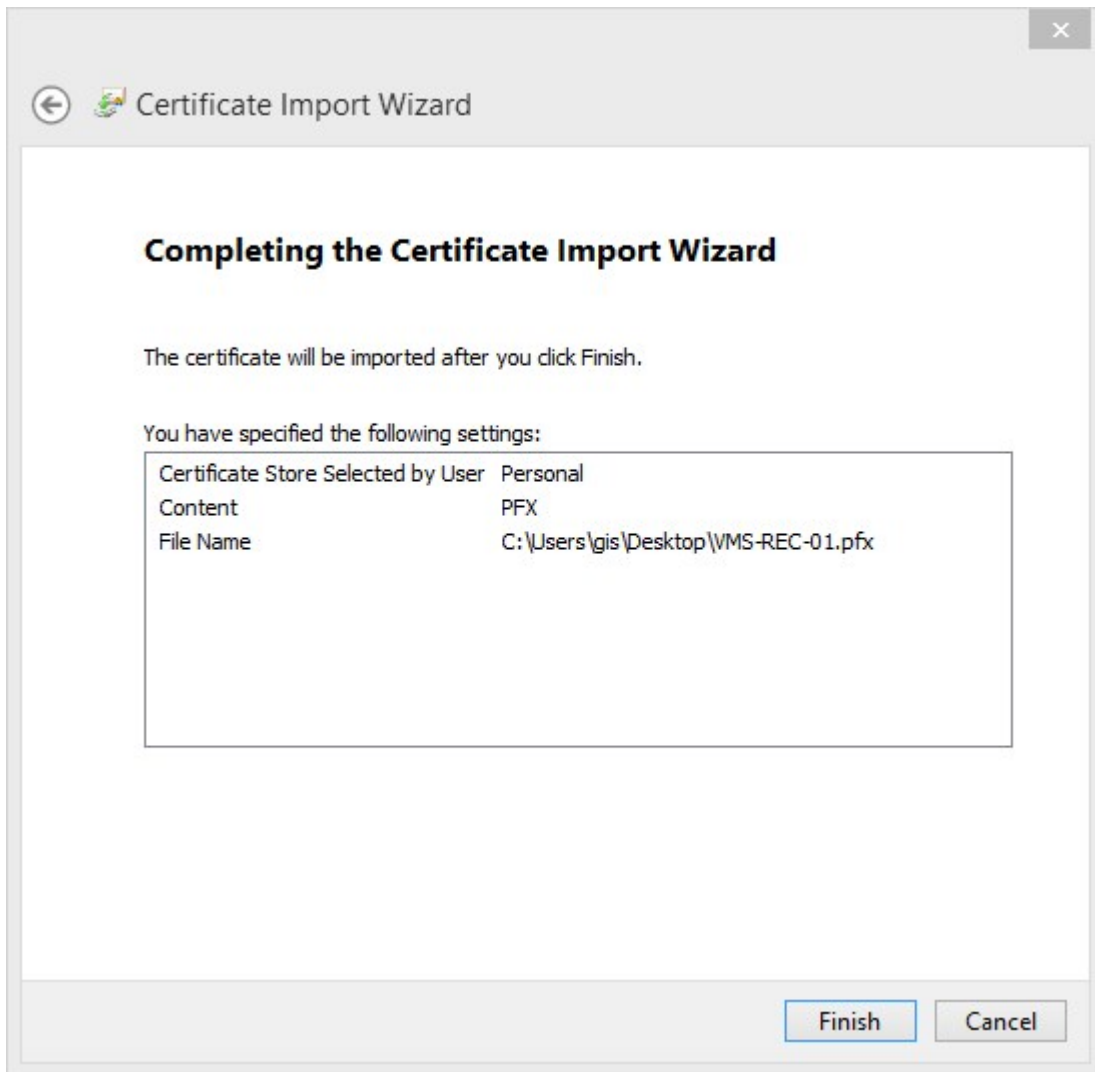 Certificate Import Wizard
Completing the Certificate Import Wizard
The certificate will be imported after you click Finish.
You have specified the following settings:
Certificate Store Selected by User Personal
Content PFX
File Name C:\Users\gis\Desktop\VMS-REC-01.pfx
Finish Cancel